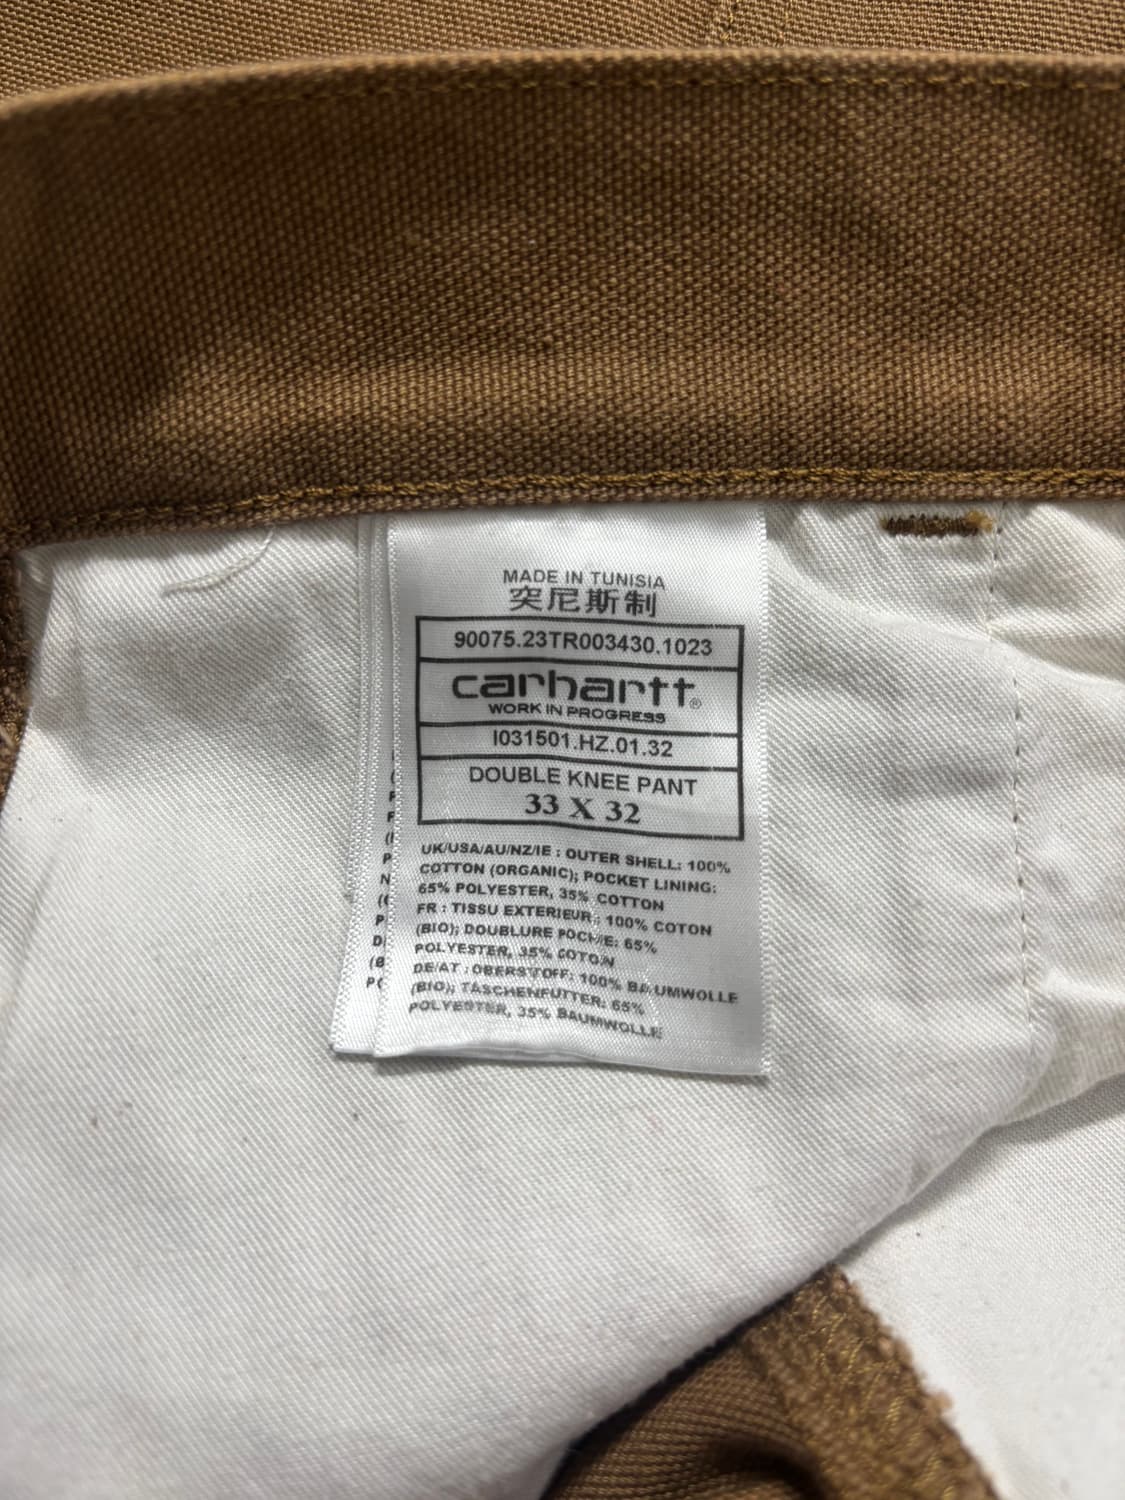 MADE IN TUNISIA
突尼斯制
90075.23TR003430.1023
carhartt®
WORK IN PROGRESS
I031501.HZ.01.32
DOUBLE KNEE PANT
33 X 32
UK/USA/AU/NZ/IE : OUTER SHELL: 100%
COTTON (ORGANIC); POCKET LINING:
65% POLYESTER, 35% COTTON
FR : TISSU EXTERIEUR: 100% COTON
(BIO); DOUBLURE POCHE: 65%
POLYESTER, 35% COTON
DE/AT : OBERSTOFF: 100% BAUMWOLLE
(BIO); TASCHENFUTTER: 65%
POLYESTER, 35% BAUMWOLLE